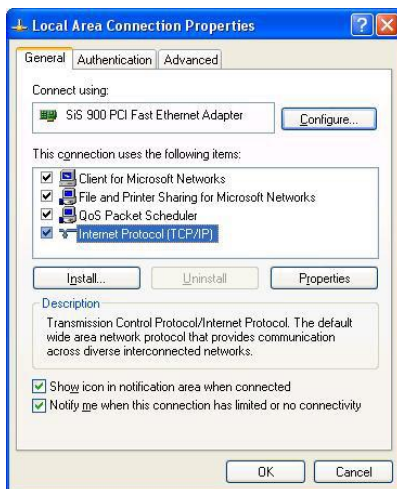 Local Area Connection Properties
General Authentication Advanced
Connect using:
SiS 900 PCI Fast Ethernet Adapter
Configure...
This connection uses the following items:
Client for Microsoft Networks
File and Printer Sharing for Microsoft Networks
QoS Packet Scheduler
Internet Protocol (TCP/IP)
Install... Uninstall Properties
Description
Transmission Control Protocol/Internet Protocol. The default
wide area network protocol that provides communication
across diverse interconnected networks.
Show icon in notification area when connected
Notify me when this connection has limited or no connectivity
OK Cancel